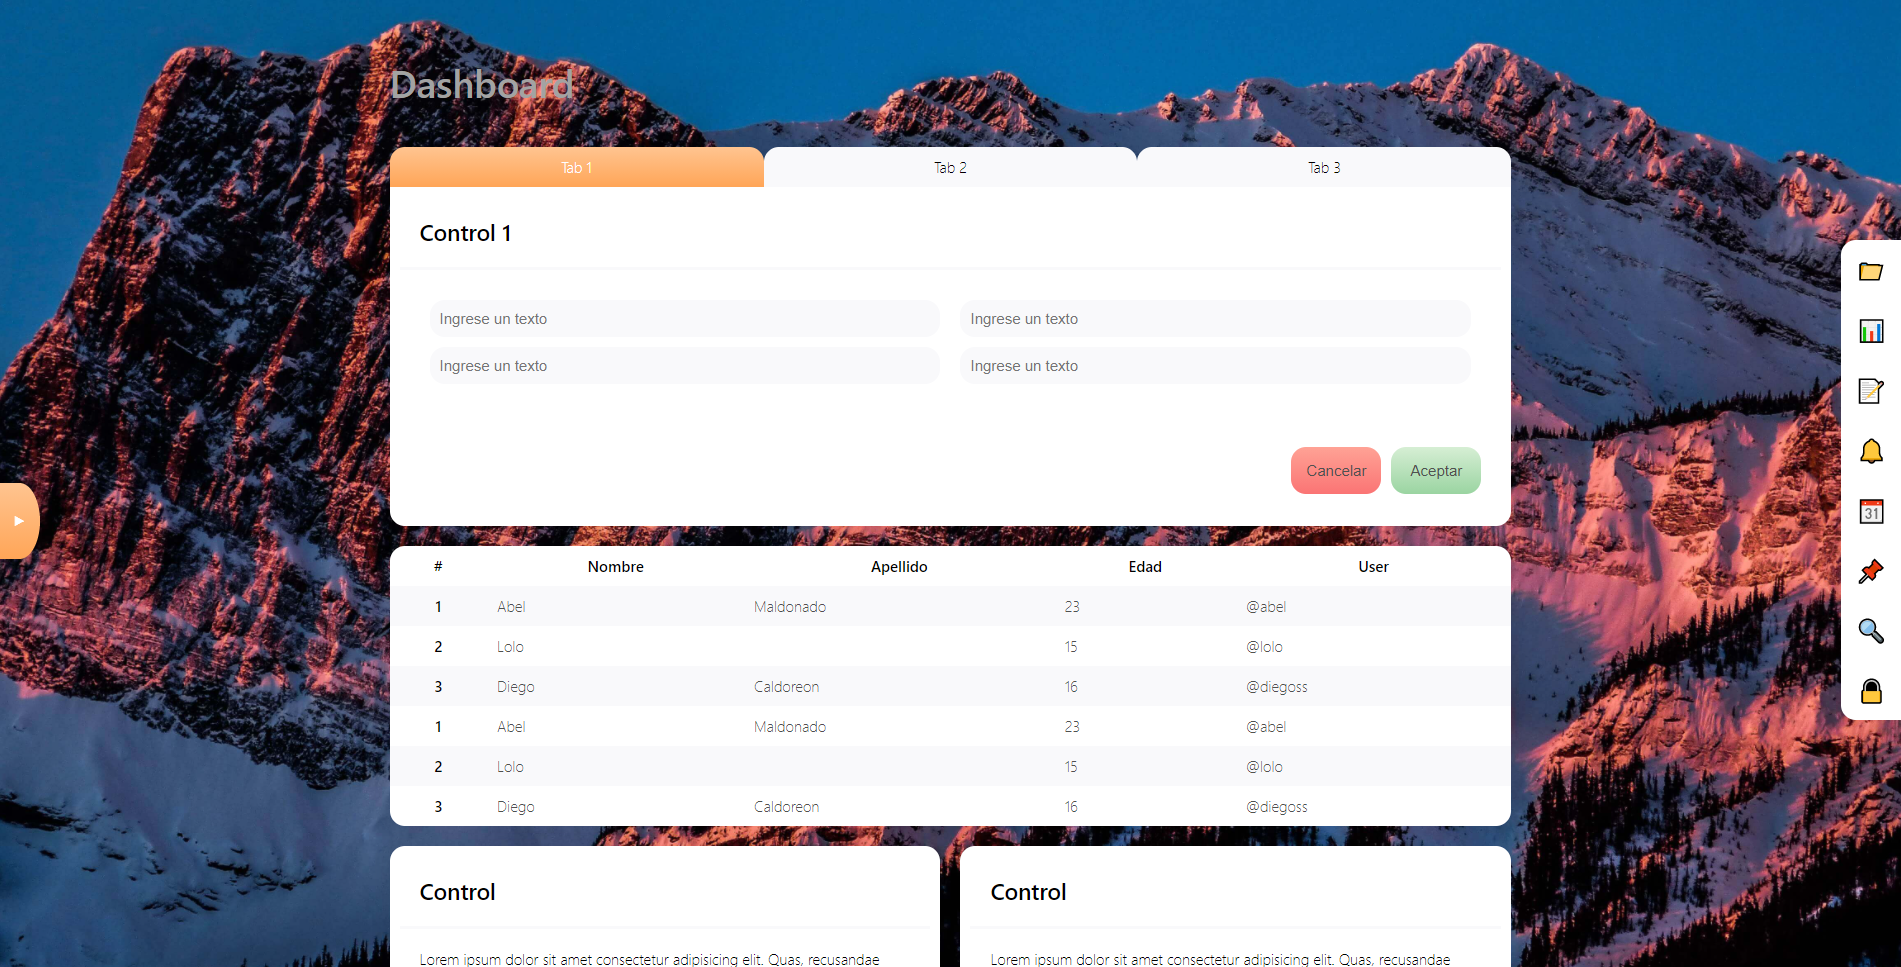 Dashboard
Tab 1 Tab 2 Tab 3
Control 1
Ingrese un texto Ingrese un texto
Ingrese un texto Ingrese un texto
Cancelar Aceptar
# Nombre Apellido Edad User
1 Abel Maldonado 23 @abel
2 Lolo 15 @lolo
3 Diego Caldoreon 16 @diegoss
1 Abel Maldonado 23 @abel
2 Lolo 15 @lolo
3 Diego Caldoreon 16 @diegoss
Control Control
Lorem ipsum dolor sit amet consectetur adipisicing elit. Quas, recusandae Lorem ipsum dolor sit amet consectetur adipisicing elit. Quas, recusandae
31